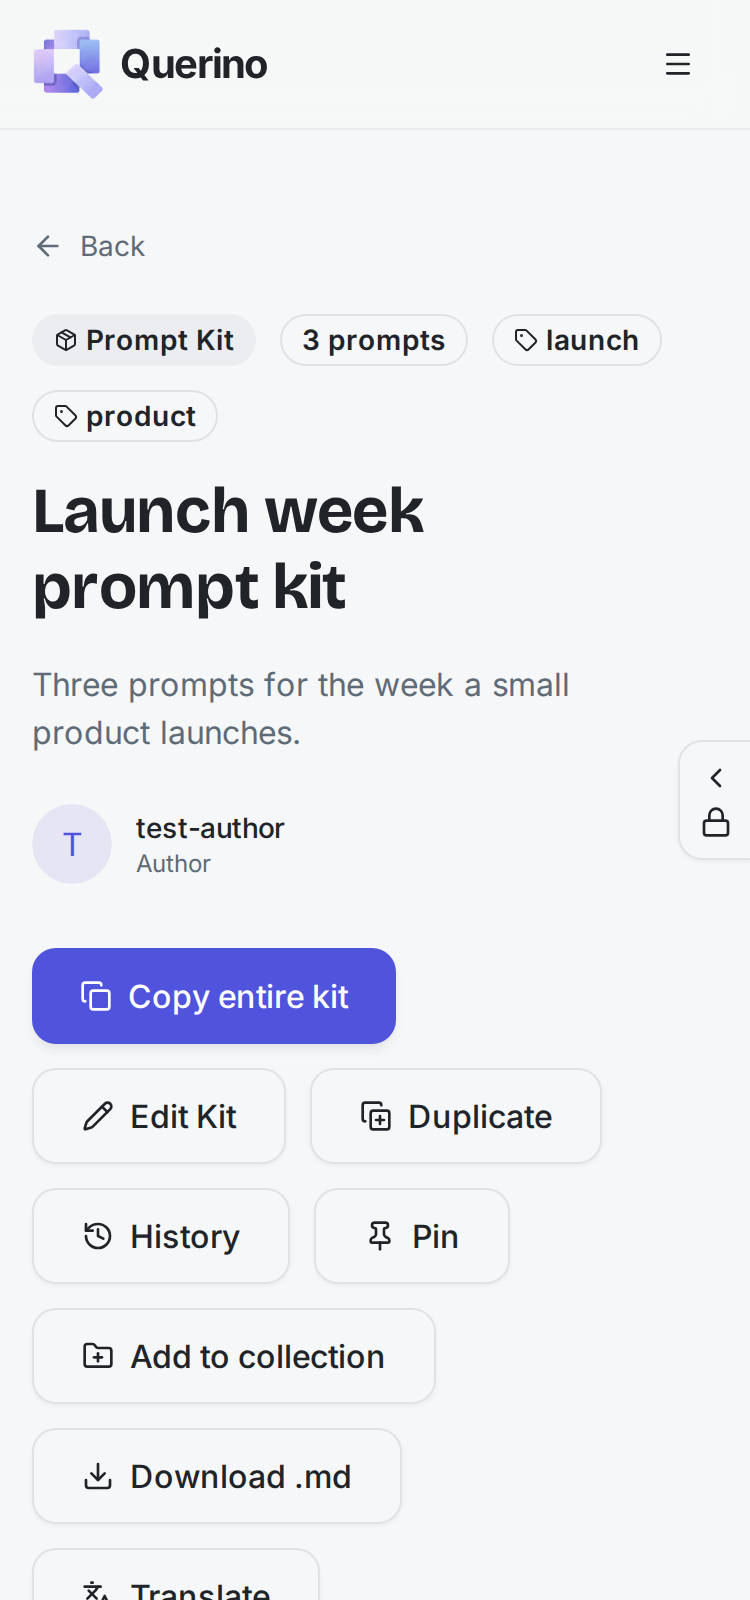 Querino
Back
Prompt Kit
3 prompts
launch
product
Launch week
prompt kit
Three prompts for the week a small
product launches.
T
test-author
Author
Copy entire kit
Edit Kit
Duplicate
History
Pin
Add to collection
Download .md
Translate